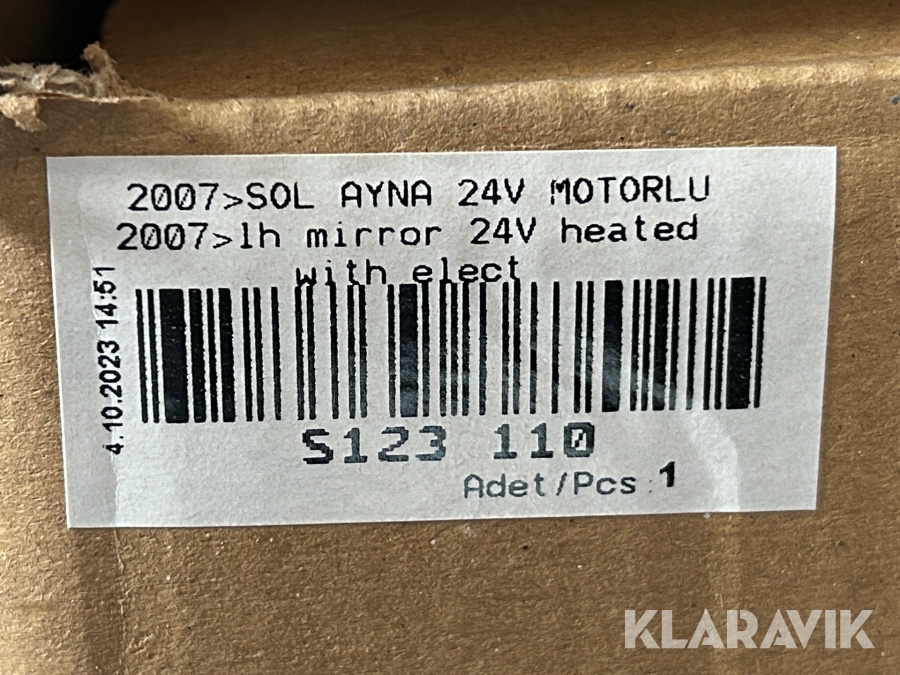 2007>SOL AYNA 24V MOTORLU
2007>lh mirror 24V heated
with elect
4.10.2023 14:51
S123 110
Adet/Pcs : 1
KLARAVIK